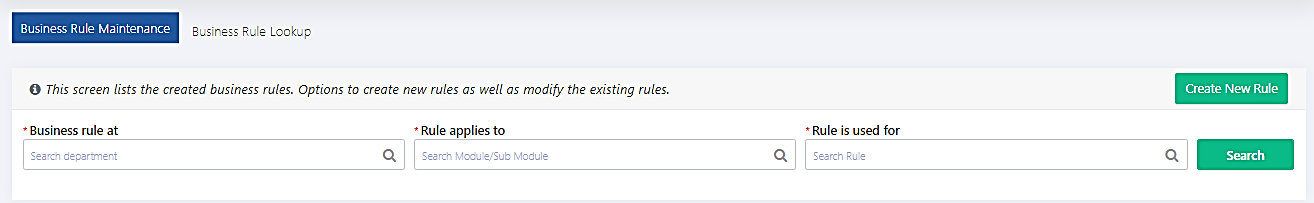 Business Rule Maintenance Business Rule Lookup
This screen lists the created business rules. Options to create new rules as well as modify the existing rules. Create New Rule
* Business rule at * Rule applies to * Rule is used for
Search department Search Module/Sub Module Search Rule Search